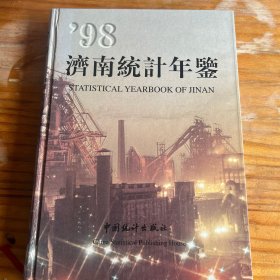 '98
濟南統計年鑒
STATISTICAL YEARBOOK OF JINAN
中国统计出版社
China Statistical Publishing House